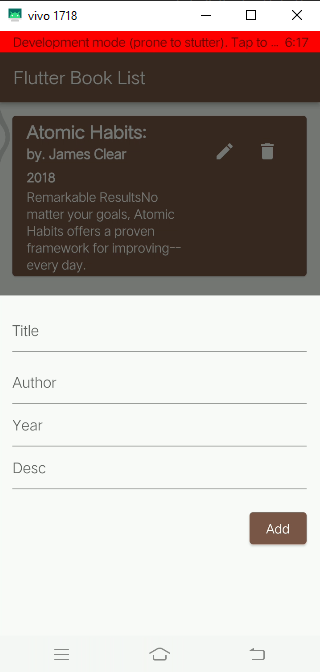 vivo 1718
Development mode (prone to stutter). Tap to ... 6:17
Flutter Book List
Atomic Habits:
by. James Clear
2018
Remarkable ResultsNo
matter your goals, Atomic
Habits offers a proven
framework for improving--
every day.
Title
Author
Year
Desc
Add